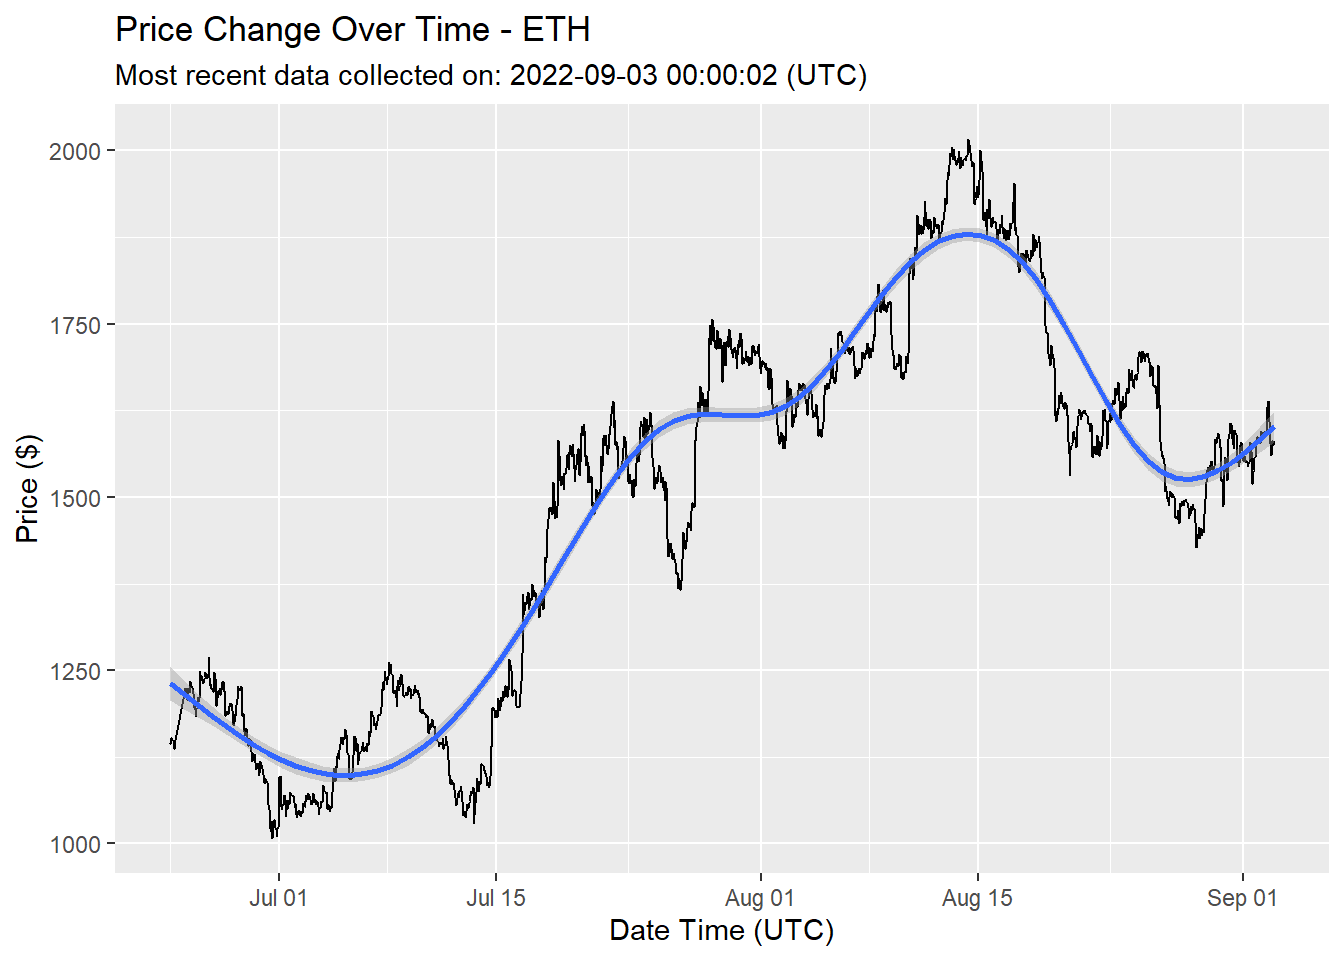 Price Change Over Time - ETH
Most recent data collected on: 2022-09-03 00:00:02 (UTC)
2000
1750
1500
1250
1000
Price ($)
Jul 01
Jul 15
Aug 01
Aug 15
Sep 01
Date Time (UTC)